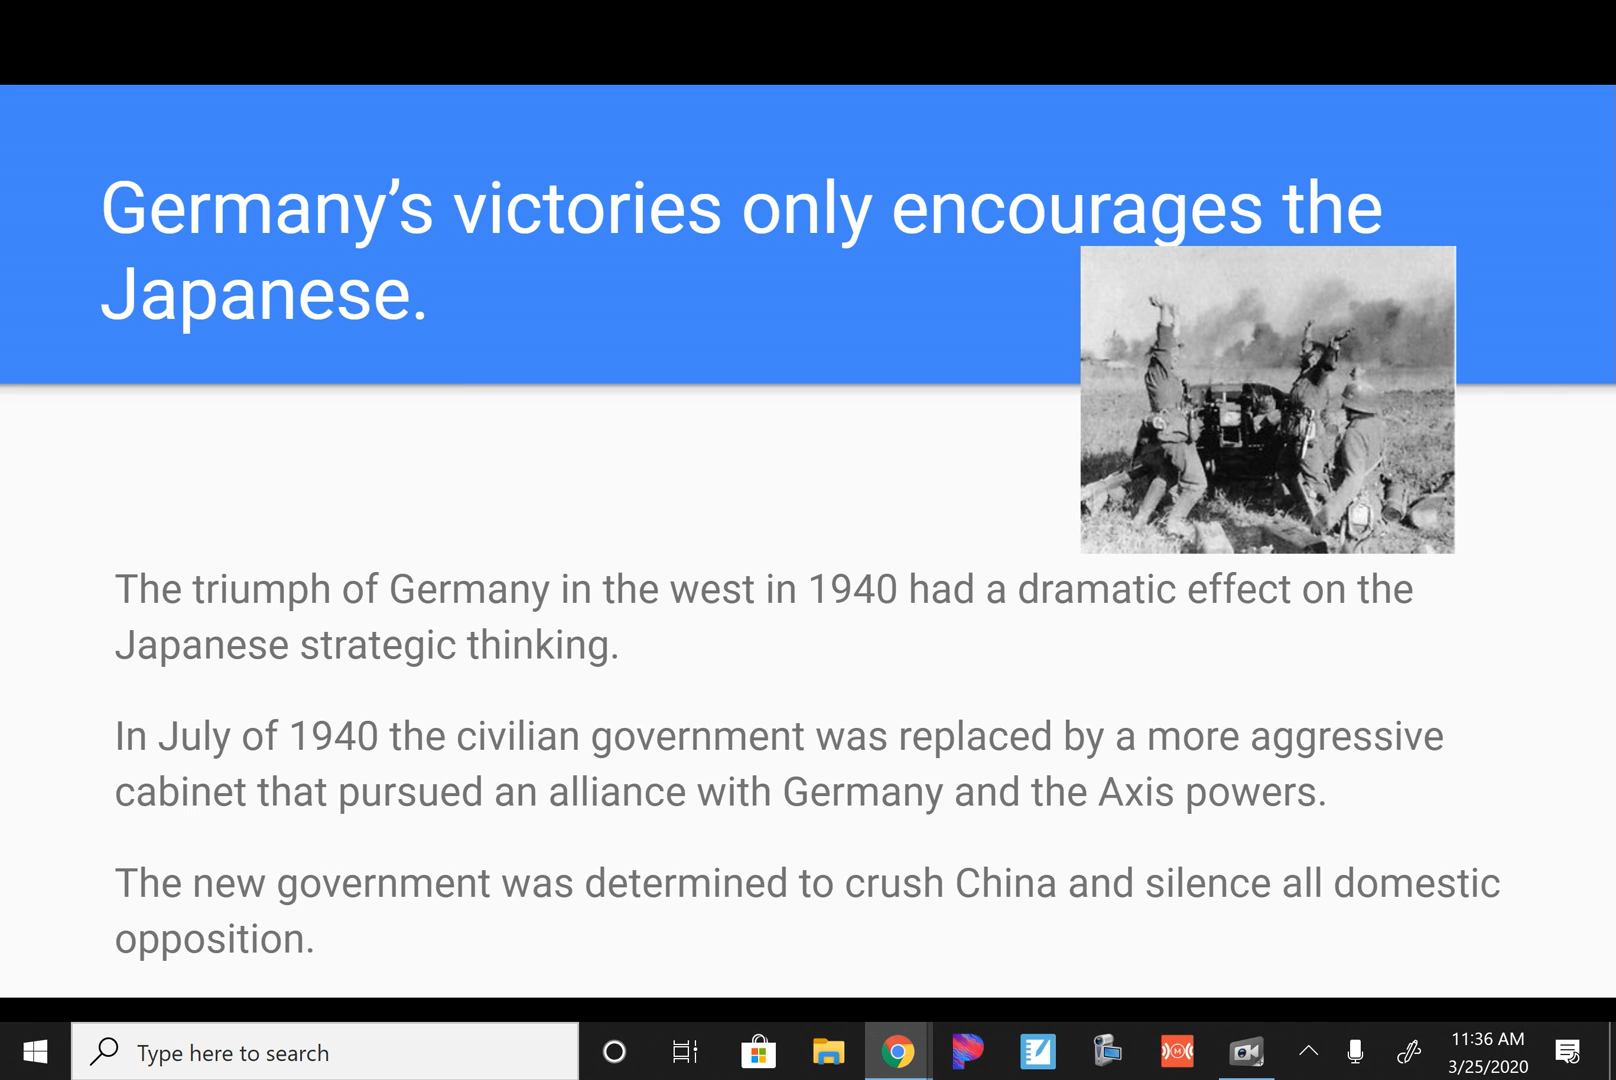 Germany’s victories only encourages the
Japanese.
The triumph of Germany in the west in 1940 had a dramatic effect on the
Japanese strategic thinking.
In July of 1940 the civilian government was replaced by a more aggressive
cabinet that pursued an alliance with Germany and the Axis powers.
The new government was determined to crush China and silence all domestic
opposition.
Type here to search
11:36 AM
3/25/2020